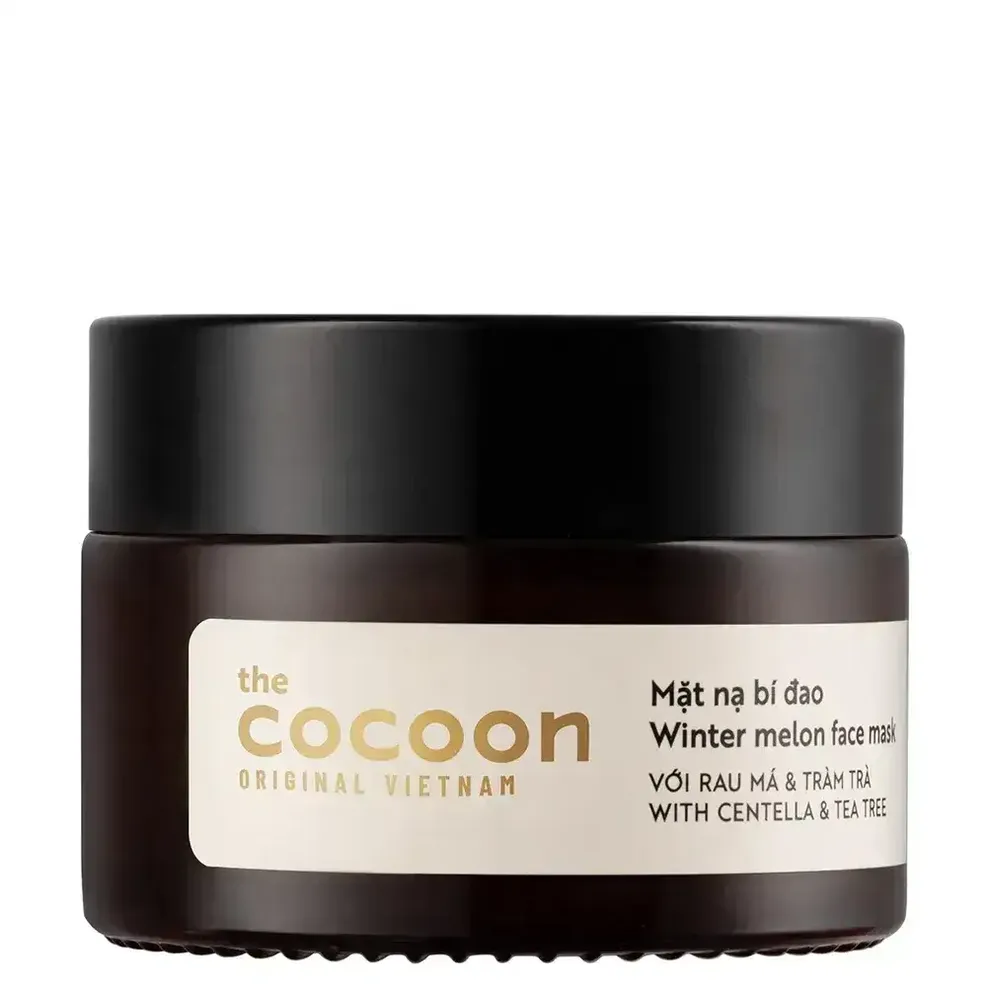 the
cocoon
ORIGINAL VIETNAM
Mặt nạ bí đao
Winter melon face mask
VỚI RAU MÁ & TRÀM TRÀ
WITH CENTELLA & TEA TREE